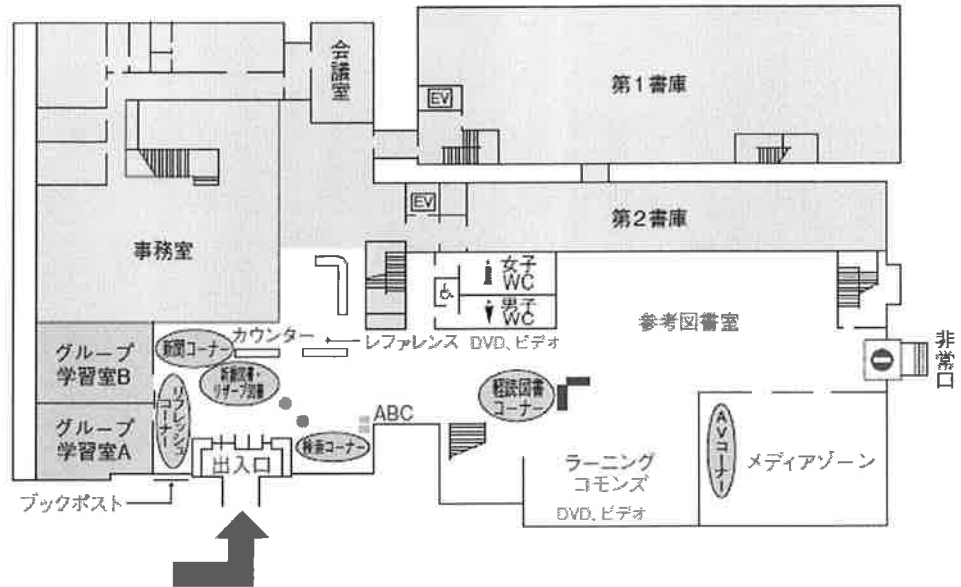 会議室
第1書庫
EV
EV
第2書庫
事務室
女子
WC
男子
WC
カウンター
レファレンス
DVD、ビデオ
参考図書室
非常口
グループ
学習室B
新聞コーナー
新着図書・
リザーブ図書
リフレッシュ
コーナー
軽読図書
コーナー
ABC
グループ
学習室A
検索コーナー
出入口
ブックポスト
ラーニング
コモンズ
DVD、ビデオ
AVコーナー
メディアゾーン